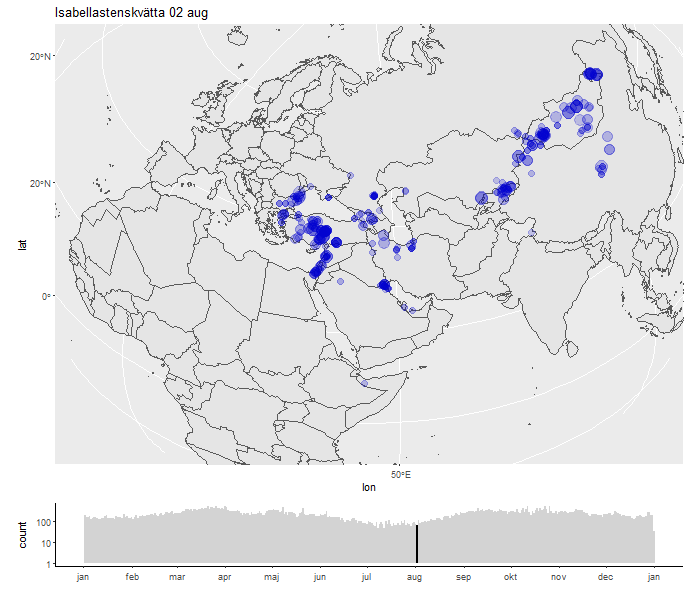 Isabellastenskvätta 02 aug
20°N
20°N
0°
lat
50°E
lon
count
100
10
1
jan feb mar apr maj jun jul aug sep okt nov dec jan